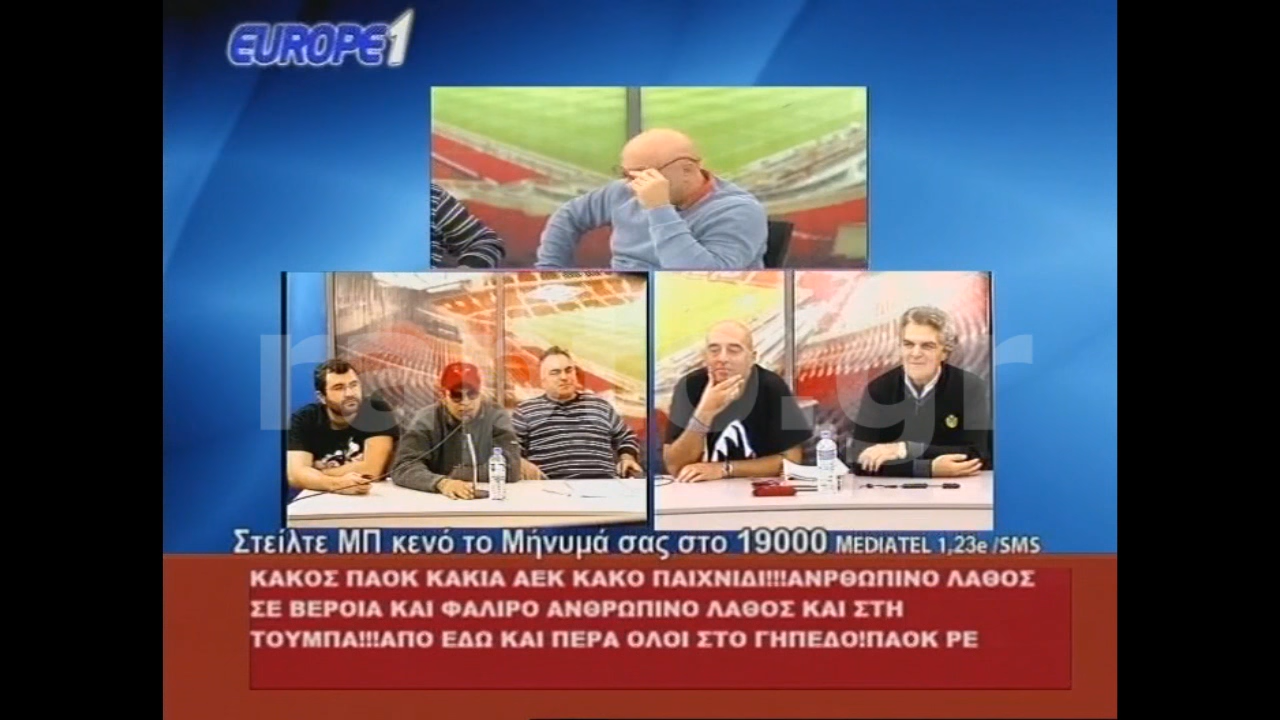 EUROPE1
Στείλτε ΜΠ κενό το Μήνυμά σας στο 19000 MEDIATEL 1,23e /SMS
ΚΑΚΟΣ ΠΑΟΚ ΚΑΚΙΑ ΑΕΚ ΚΑΚΟ ΠΑΙΧΝΙΔΙ!!!ΑΝΡΘΩΠΙΝΟ ΛΑΘΟΣ
ΣΕ ΒΕΡΟΙΑ ΚΑΙ ΦΑΛΙΡΟ ΑΝΘΡΩΠΙΝΟ ΛΑΘΟΣ ΚΑΙ ΣΤΗ
ΤΟΥΜΠΑ!!!ΑΠΟ ΕΔΩ ΚΑΙ ΠΕΡΑ ΟΛΟΙ ΣΤΟ ΓΗΠΕΔΟ!ΠΑΟΚ ΡΕ